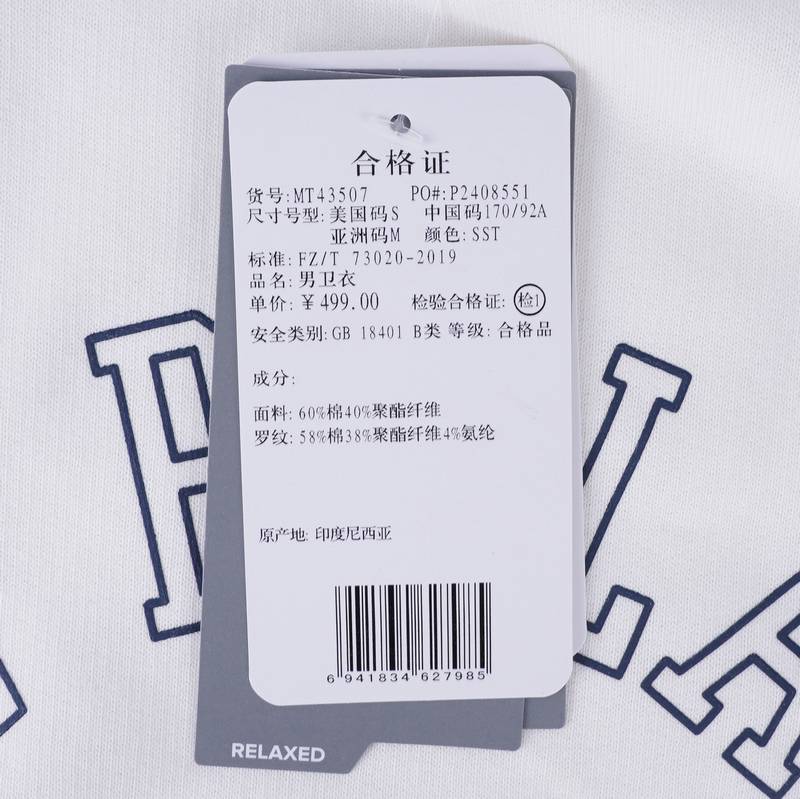 合格证
货号:MT43507 PO#:P2408551
尺寸号型:美国码S 中国码170/92A
亚洲码M 颜色:SST
标准:FZ/T 73020-2019
品名:男卫衣
单价:￥499.00 检验合格证:检1
安全类别:GB 18401 B类 等级:合格品
成分:
面料:60%棉40%聚酯纤维
罗纹:58%棉38%聚酯纤维4%氨纶
原产地:印度尼西亚
6 941834 627985
RELAXED